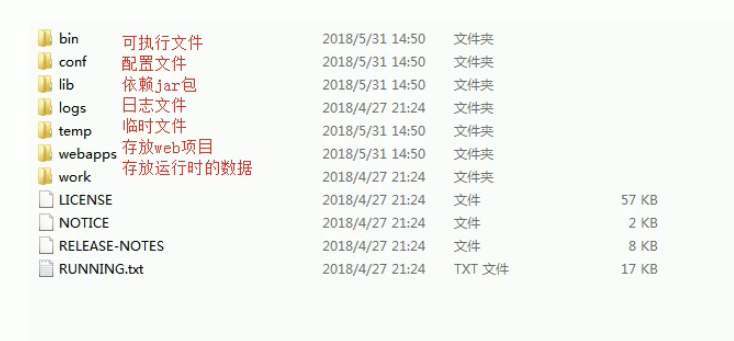 bin 可执行文件 2018/5/31 14:50 文件夹
conf 配置文件 2018/5/31 14:50 文件夹
lib 依赖jar包 2018/5/31 14:50 文件夹
logs 日志文件 2018/4/27 21:24 文件夹
temp 临时文件 2018/5/31 14:50 文件夹
webapps 存放web项目 2018/5/31 14:50 文件夹
work 存放运行时的数据 2018/4/27 21:24 文件夹
LICENSE 2018/4/27 21:24 文件 57 KB
NOTICE 2018/4/27 21:24 文件 2 KB
RELEASE-NOTES 2018/4/27 21:24 文件 8 KB
RUNNING.txt 2018/4/27 21:24 TXT 文件 17 KB